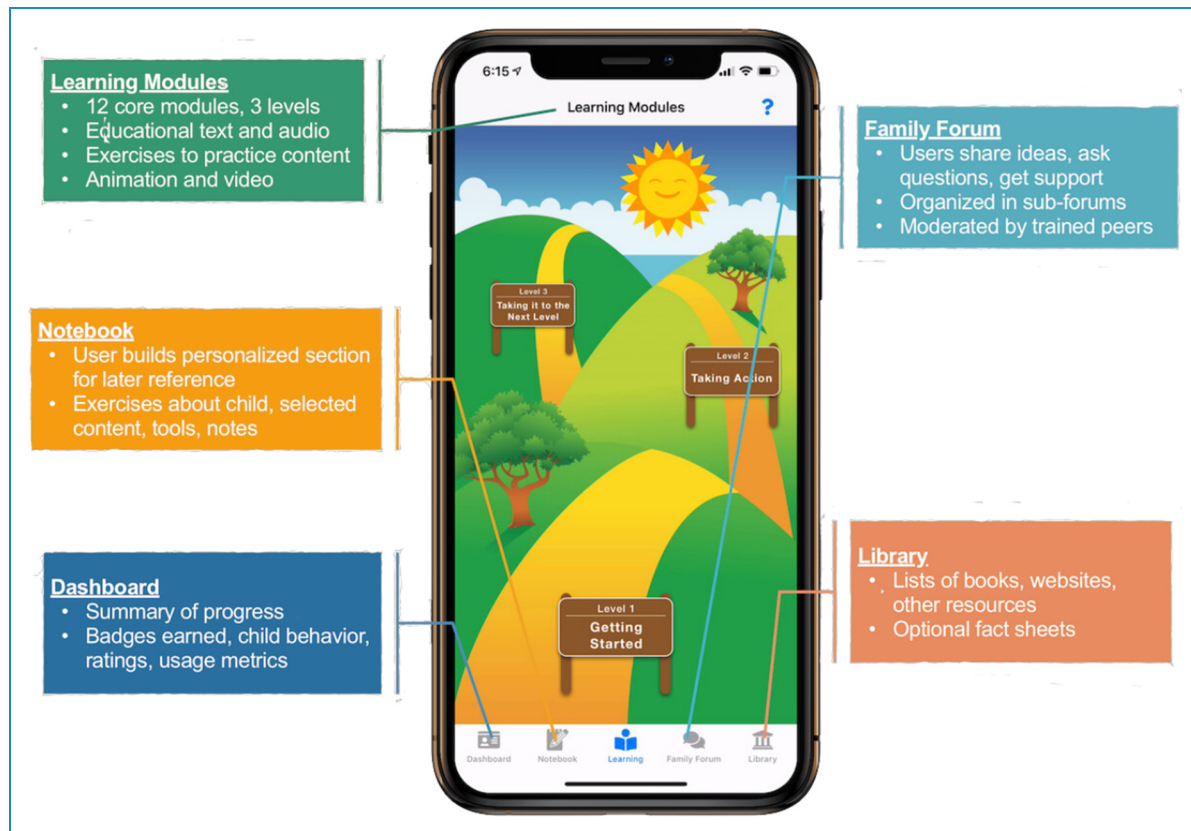 Learning Modules
• 12 core modules, 3 levels
• Educational text and audio
• Exercises to practice content
• Animation and video
Notebook
• User builds personalized section
for later reference
• Exercises about child, selected
content, tools, notes
Dashboard
• Summary of progress
• Badges earned, child behavior,
ratings, usage metrics
6:15
Learning Modules
?
Level 3
Taking it to the
Next Level
Level 2
Taking Action
Level 1
Getting
Started
Dashboard
Notebook
Learning
Family Forum
Library
Family Forum
• Users share ideas, ask
questions, get support
• Organized in sub-forums
• Moderated by trained peers
Library
• Lists of books, websites,
other resources
• Optional fact sheets